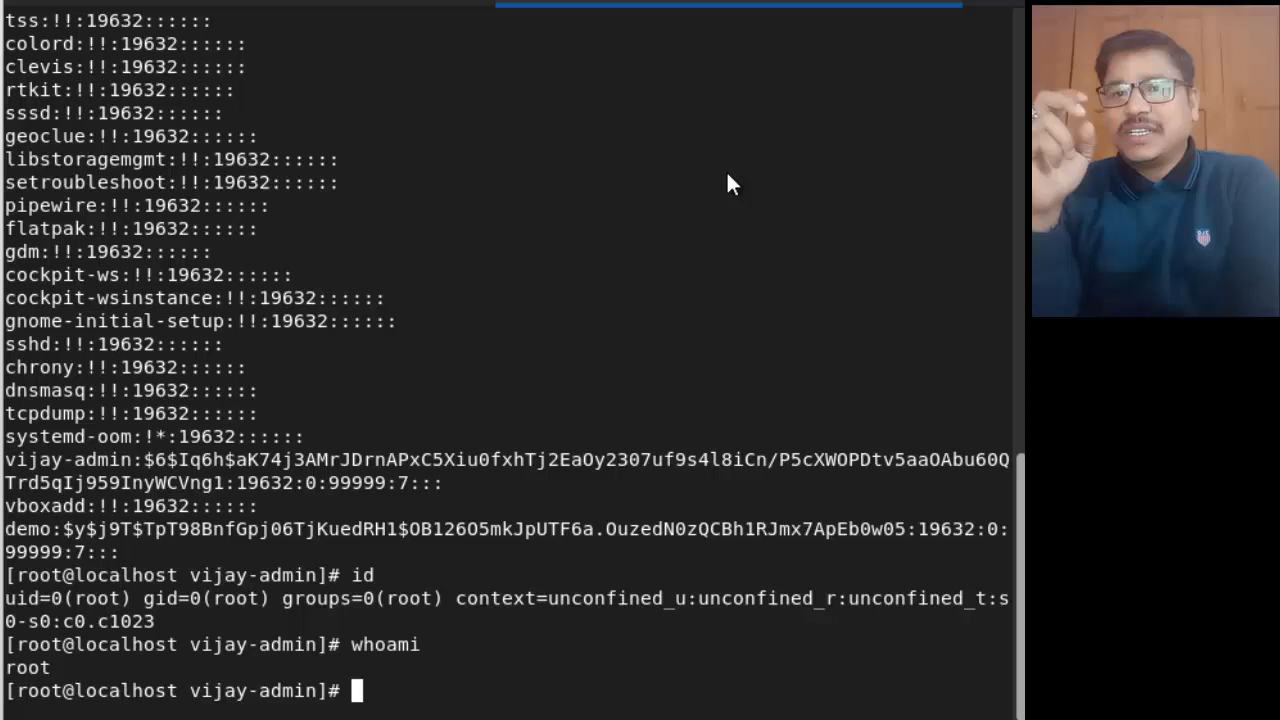 tss:!!:19632::::::
colord:!!:19632::::::
clevis:!!:19632::::::
rtkit:!!:19632::::::
sssd:!!:19632::::::
geoclue:!!:19632::::::
libstoragemgmt:!!:19632::::::
setroubleshoot:!!:19632::::::
pipewire:!!:19632::::::
flatpak:!!:19632::::::
gdm:!!:19632::::::
cockpit-ws:!!:19632::::::
cockpit-wsinstance:!!:19632::::::
gnome-initial-setup:!!:19632::::::
sshd:!!:19632::::::
chrony:!!:19632::::::
dnsmasq:!!:19632::::::
tcpdump:!!:19632::::::
systemd-oom:!*:19632::::::
vijay-admin:$6$Iq6h$aK74j3AMrJDrnAPxC5Xiu0fxhTj2EaOy2307uf9s4l8iCn/P5cXWOPDtv5aaOAbu60Q
Trd5qIj959InyWCVng1:19632:0:99999:7:::
vboxadd:!!:19632::::::
demo:$y$j9T$TpT98BnfGpj06TjKuedRH1$OB126O5mkJpUTF6a.OuzedN0zQCBh1RJmx7ApEb0w05:19632:0:
99999:7:::
[root@localhost vijay-admin]# id
uid=0(root) gid=0(root) groups=0(root) context=unconfined_u:unconfined_r:unconfined_t:s
0-s0:c0.c1023
[root@localhost vijay-admin]# whoami
root
[root@localhost vijay-admin]#